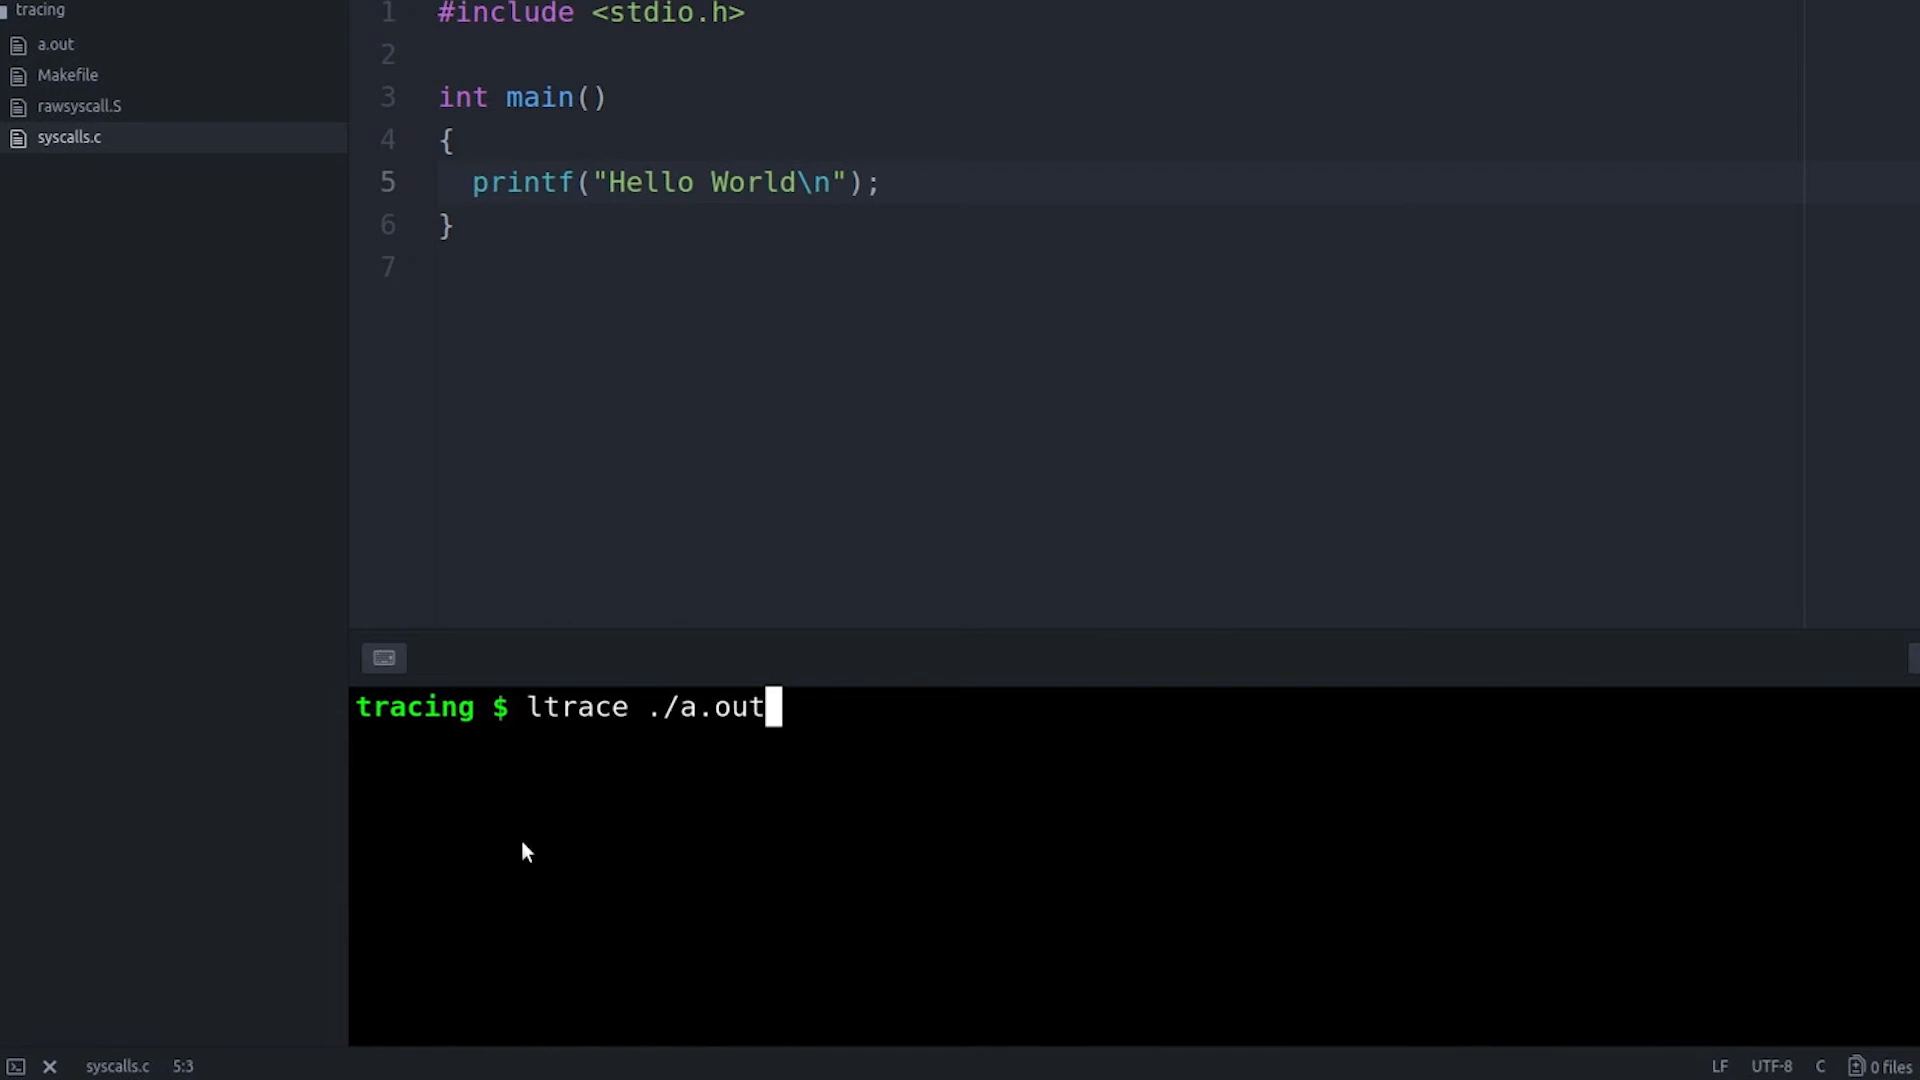 tracing
a.out
Makefile
rawsyscall.S
syscalls.c
1 #include <stdio.h>
2
3 int main()
4 {
5   printf("Hello World\n");
6 }
7
tracing $ ltrace ./a.out
syscalls.c 5:3 LF UTF-8 C 0 files